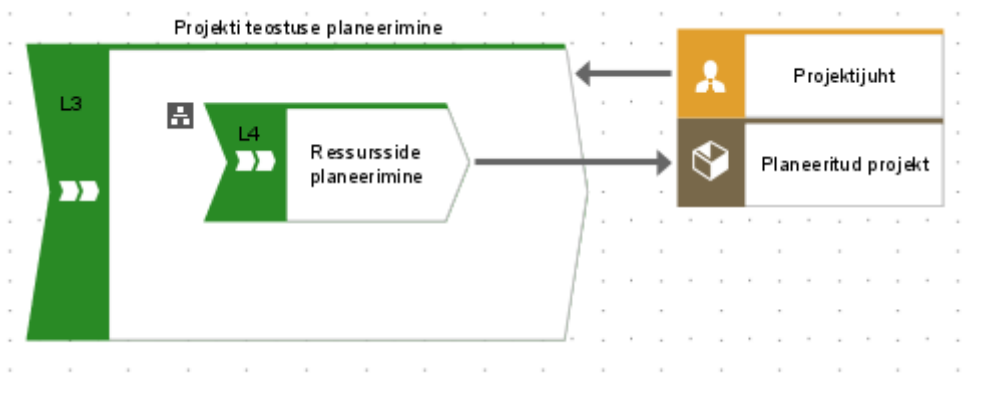 Projekti teostuse planeerimine
L3
L4
Ressursside
planeerimine
Projektijuht
Planeeritud projekt